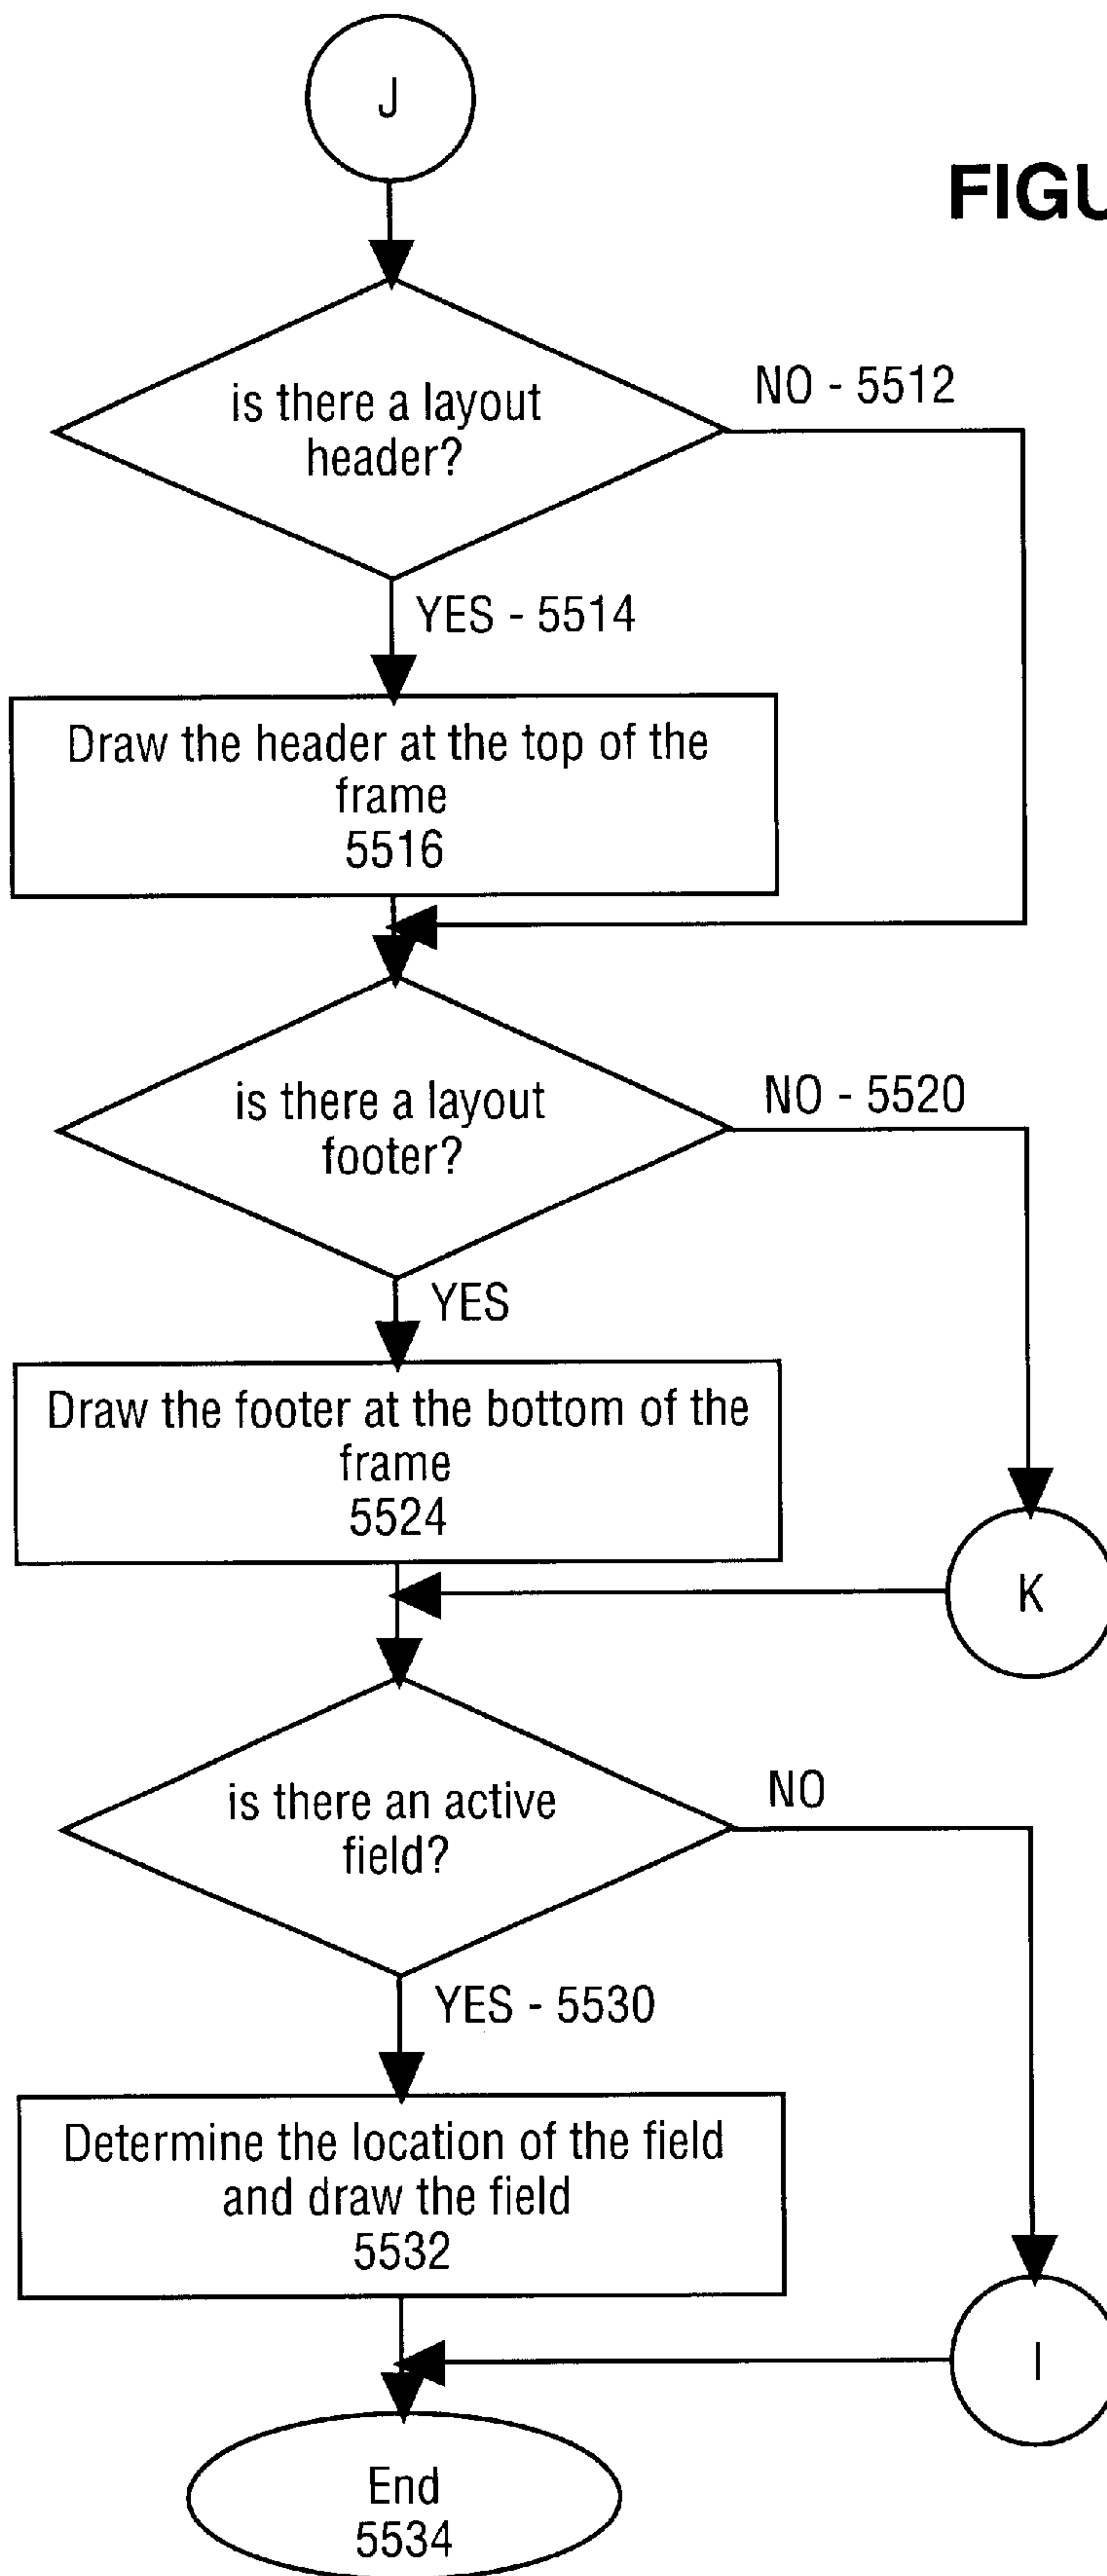 J
FIGU
is there a layout
header?
NO - 5512
YES - 5514
Draw the header at the top of the
frame
5516
is there a layout
footer?
NO - 5520
YES
Draw the footer at the bottom of the
frame
5524
K
is there an active
field?
NO
YES - 5530
Determine the location of the field
and draw the field
5532
I
End
5534